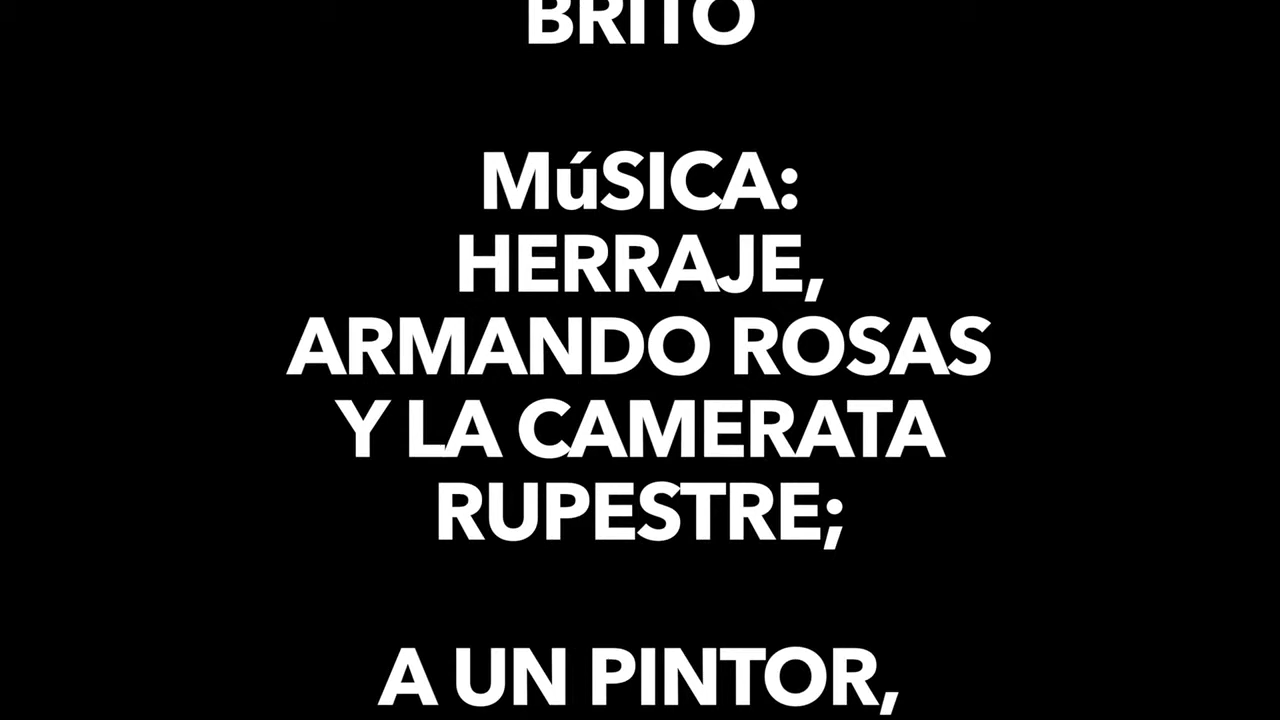 BRITO
MúSICA:
HERRAJE,
ARMANDO ROSAS
Y LA CAMERATA
RUPESTRE;
A UN PINTOR,